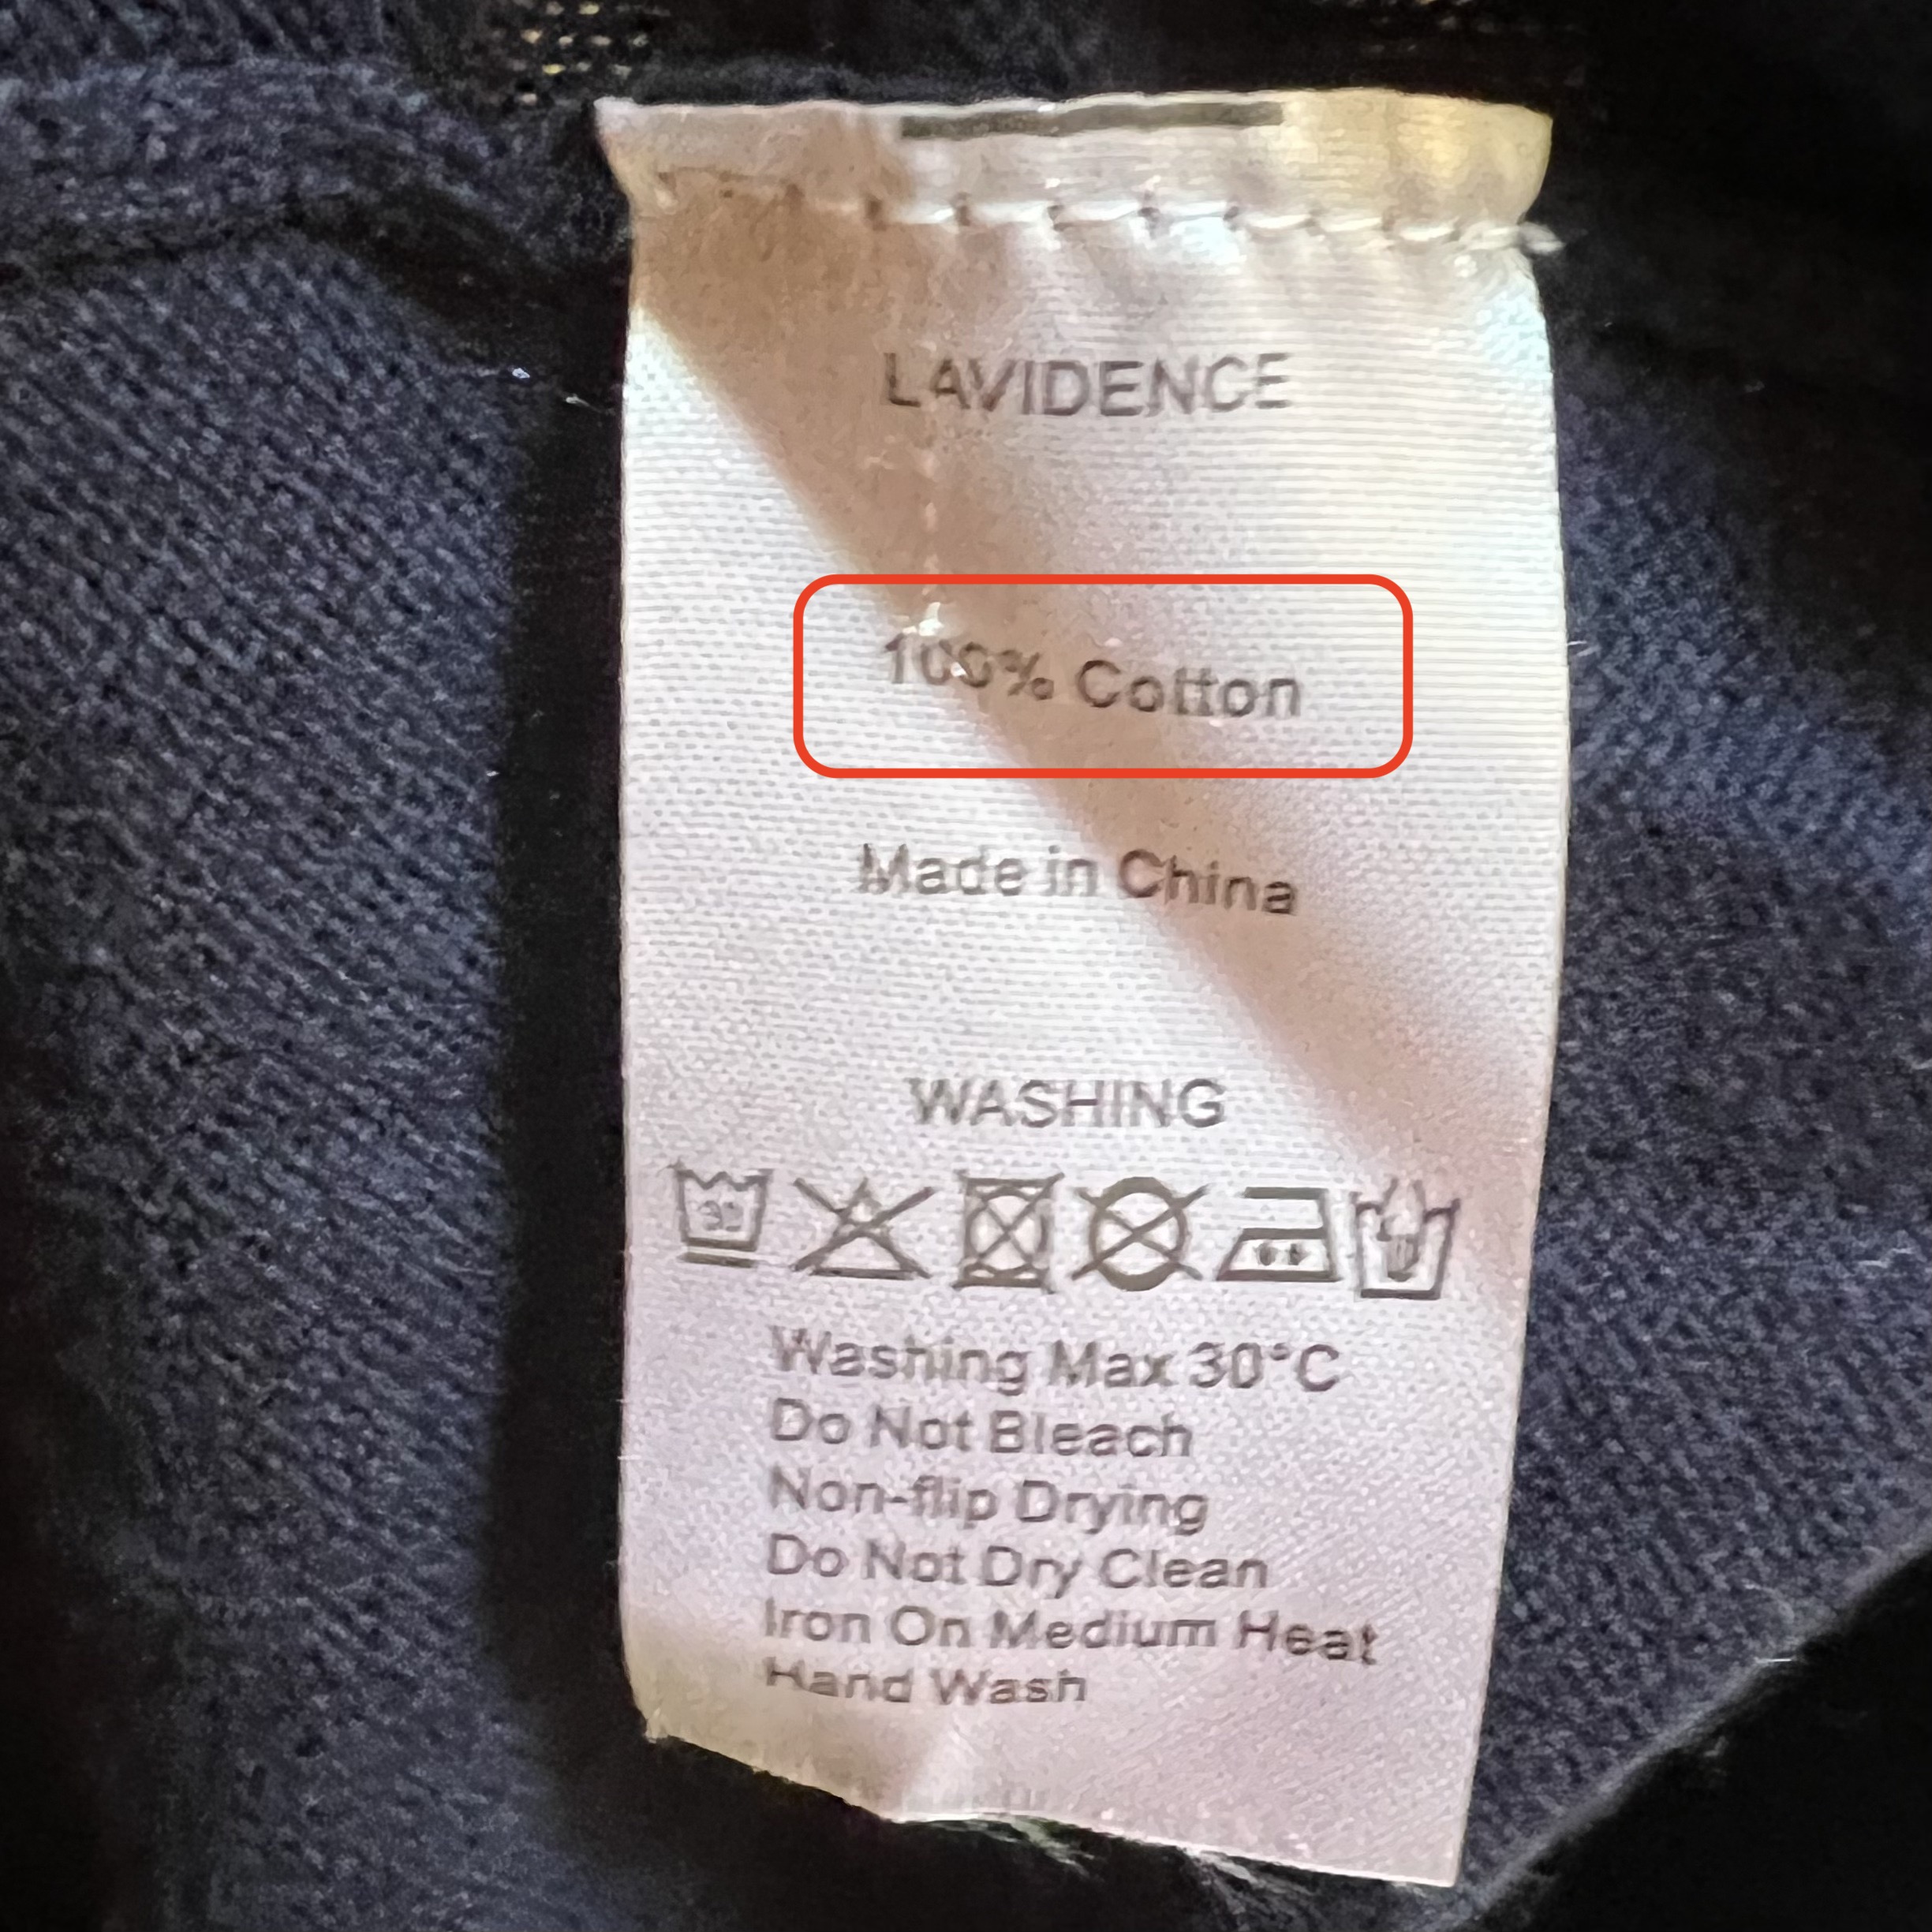 LAVIDENCE
100% Cotton
Made in China
WASHING
30
Washing Max 30°C
Do Not Bleach
Non-flip Drying
Do Not Dry Clean
Iron On Medium Heat
Hand Wash